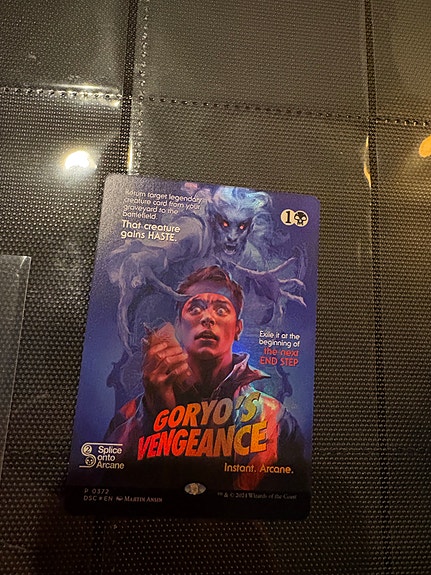 Return target legendary
creature card from your
graveyard to the
battlefield.
That creature
gains HASTE.
1
Exile it at the
beginning of
the next
END STEP.
GORYO'S
VENGEANCE
2
Splice
onto
Arcane
Instant. Arcane.
P 0372
DSC ★ EN Martin Ansin
™ & © 2024 Wizards of the Coast